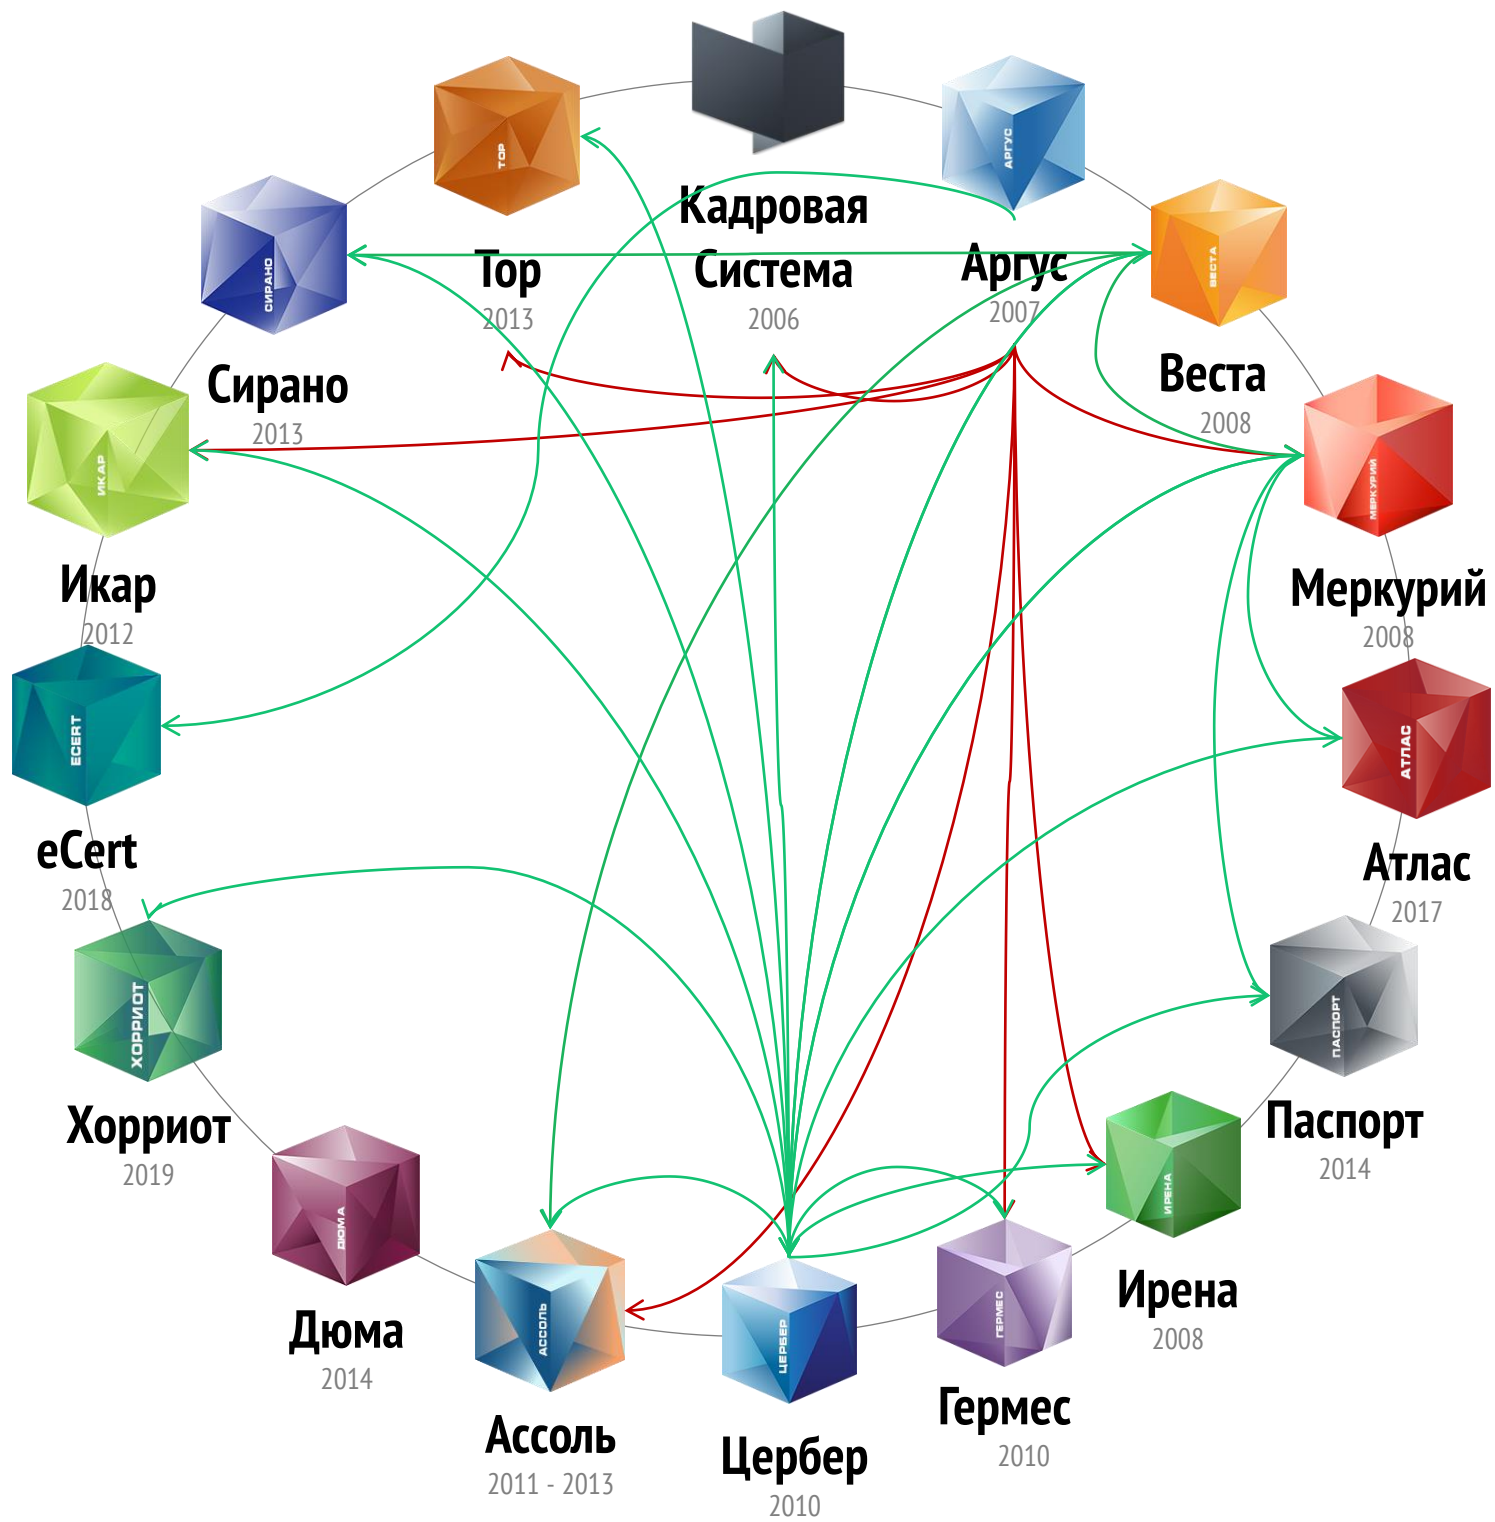 ТОР
Тор
2013
Кадровая
Система
2006
АРГУС
Аргус
2007
ВЕСТА
Веста
2008
МЕРКУРИЙ
Меркурий
2008
АТЛАС
Атлас
2017
ПАСПОРТ
Паспорт
2014
ИРЕНА
Ирена
2008
ГЕРМЕС
Гермес
2010
ЦЕРБЕР
Цербер
2010
АССОЛЬ
Ассоль
2011 - 2013
ДЮМА
Дюма
2014
ХОРРИОТ
Хорриот
2019
ECERT
eCert
2018
ИКАР
Икар
2012
СИРАНО
Сирано
2013